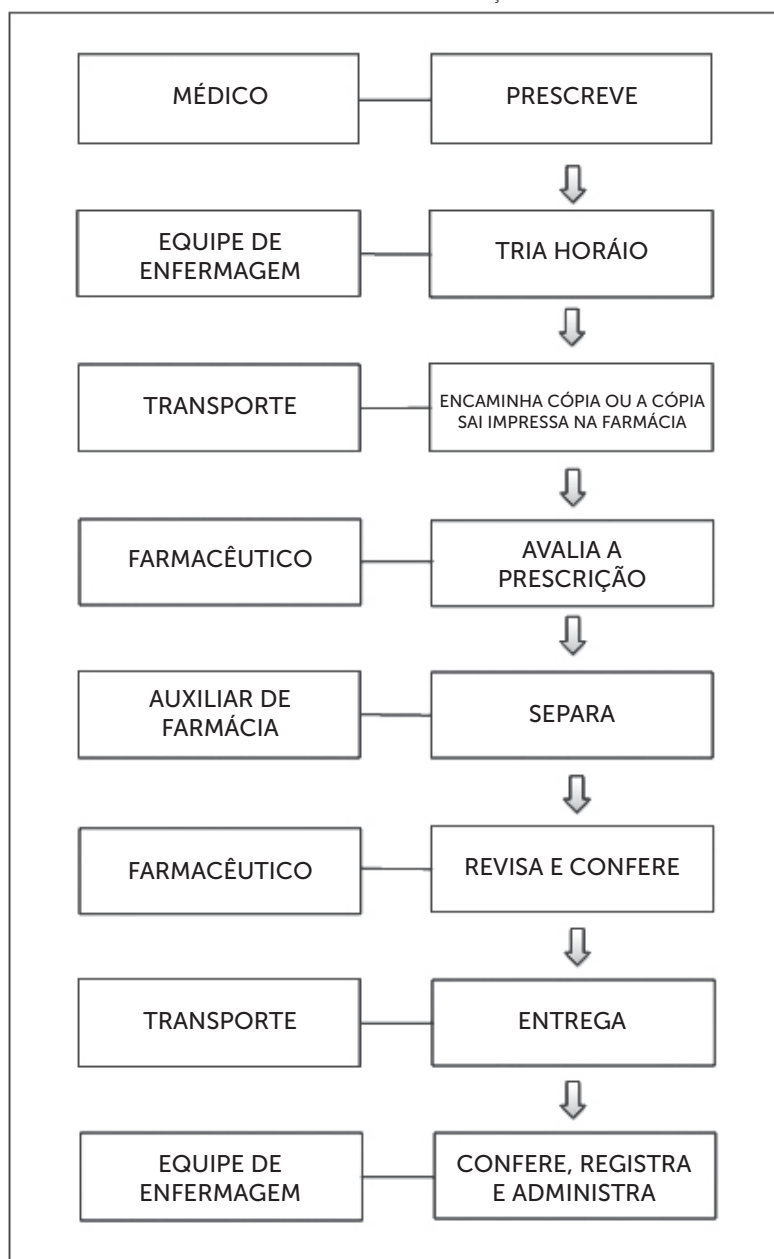 MÉDICO
PRESCREVE
EQUIPE DE
ENFERMAGEM
TRIA HORÁIO
TRANSPORTE
ENCAMINHA CÓPIA OU A CÓPIA
SAI IMPRESSA NA FARMÁCIA
FARMACÊUTICO
AVALIA A
PRESCRIÇÃO
AUXILIAR DE
FARMÁCIA
SEPARA
FARMACÊUTICO
REVISA E CONFERE
TRANSPORTE
ENTREGA
EQUIPE DE
ENFERMAGEM
CONFERE, REGISTRA
E ADMINISTRA